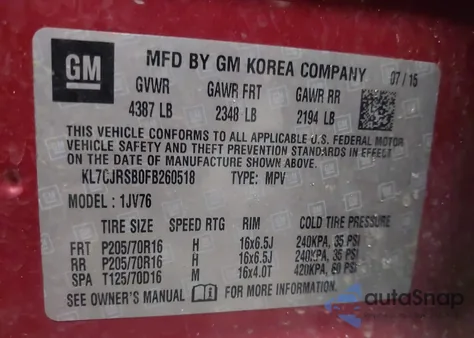 GM
MFD BY GM KOREA COMPANY 07/15
GVWR GAWR FRT GAWR RR
4387 LB 2348 LB 2194 LB
THIS VEHICLE CONFORMS TO ALL APPLICABLE U.S. FEDERAL MOTOR
VEHICLE SAFETY AND THEFT PREVENTION STANDARDS IN EFFECT
ON THE DATE OF MANUFACTURE SHOWN ABOVE.
KL7CJRSB0FB260518 TYPE: MPV
MODEL : 1JV76
TIRE SIZE SPEED RTG RIM COLD TIRE PRESSURE
FRT P205/70R16 H 16x6.5J 240KPA, 35 PSI
RR P205/70R16 H 16x6.5J 240KPA, 35 PSI
SPA T125/70D16 M 16x4.0T 420KPA, 60 PSI
SEE OWNER'S MANUAL FOR MORE INFORMATION.
autoSnap